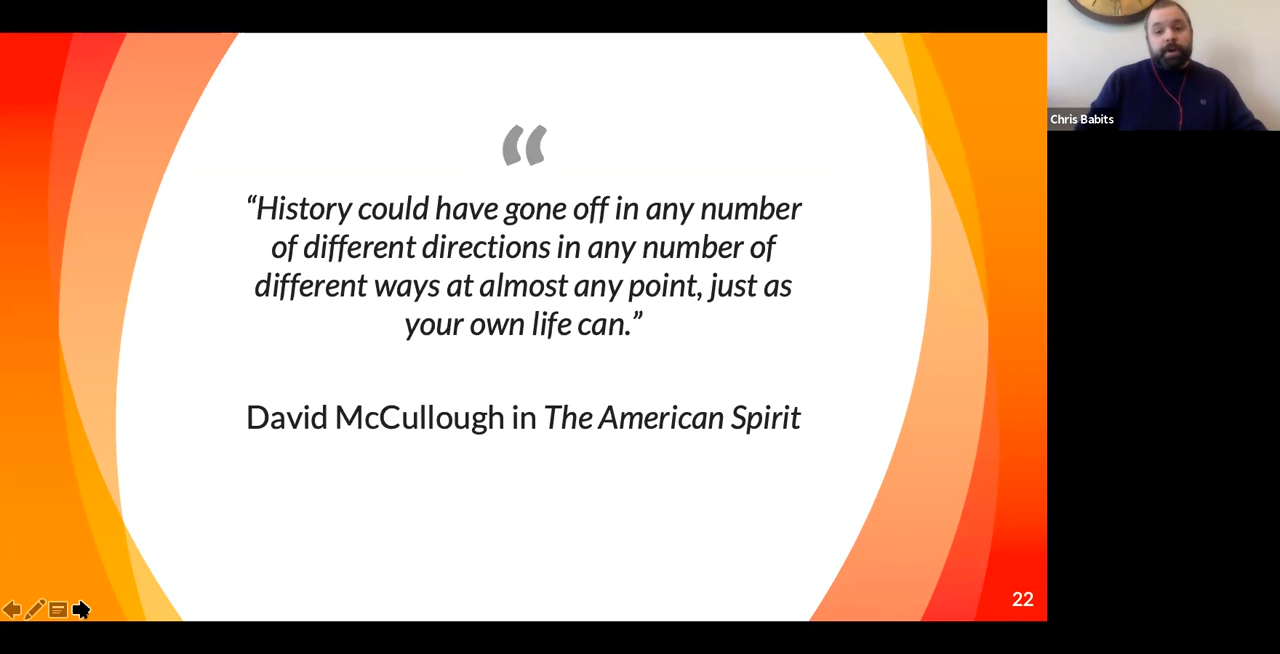 “
“History could have gone off in any number
of different directions in any number of
different ways at almost any point, just as
your own life can.”
David McCullough in The American Spirit
22
Chris Babits